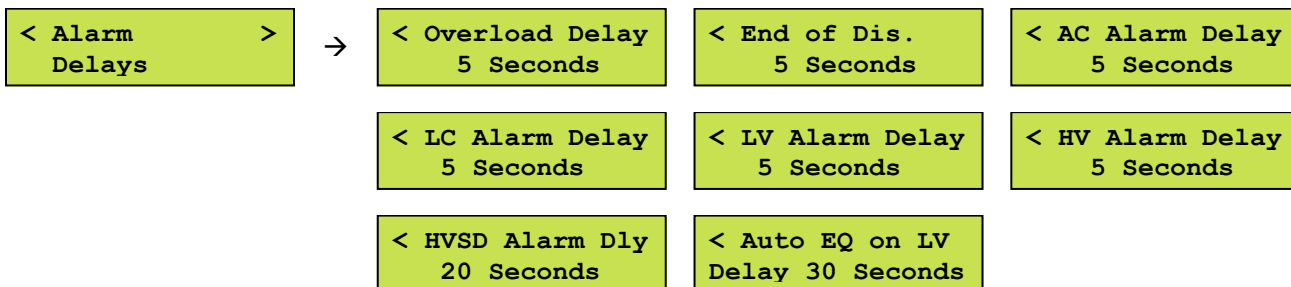 < Alarm >
Delays
→
< Overload Delay
5 Seconds
< End of Dis.
5 Seconds
< AC Alarm Delay
5 Seconds
< LC Alarm Delay
5 Seconds
< LV Alarm Delay
5 Seconds
< HV Alarm Delay
5 Seconds
< HVSD Alarm Dly
20 Seconds
< Auto EQ on LV
Delay 30 Seconds